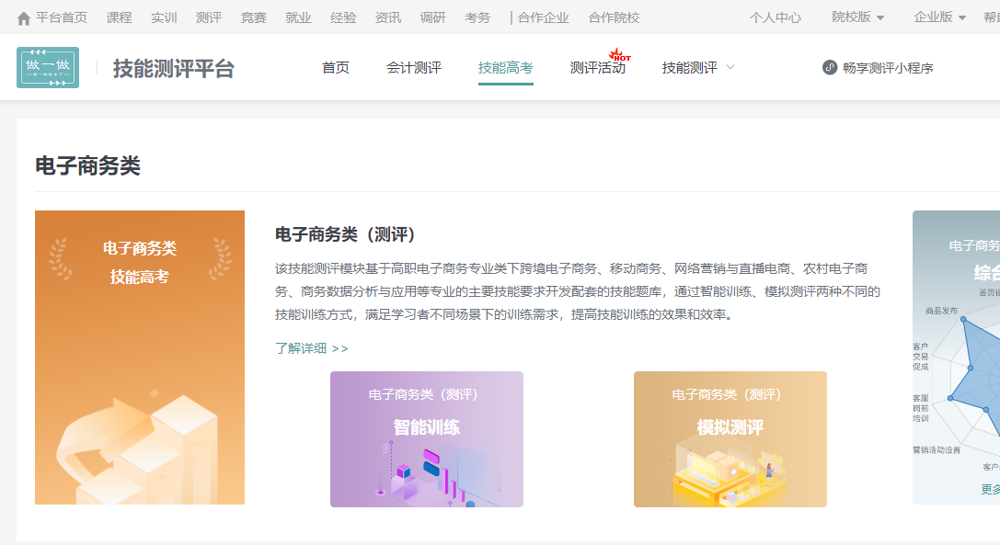 平台首页 课程 实训 测评 竞赛 就业 经验 资讯 调研 考务 | 合作企业 合作院校 个人中心 院校版 企业版 帮
做一做
技能测评平台
首页 会计测评 技能高考 测评活动 HOT 技能测评 畅享测评小程序
电子商务类
电子商务类
技能高考
电子商务类（测评）
该技能测评模块基于高职电子商务专业类下跨境电子商务、移动商务、网络营销与直播电商、农村电子商
务、商务数据分析与应用等专业的主要技能要求开发配套的技能题库，通过智能训练、模拟测评两种不同的
技能训练方式，满足学习者不同场景下的训练需求，提高技能训练的效果和效率。
了解详细 >>
电子商务类（测评）
智能训练
电子商务类（测评）
模拟测评
电子商务
综合
首页设
商品发布
客户
交易
促成
客服
岗前
培训
营销活动设置
客户
更多